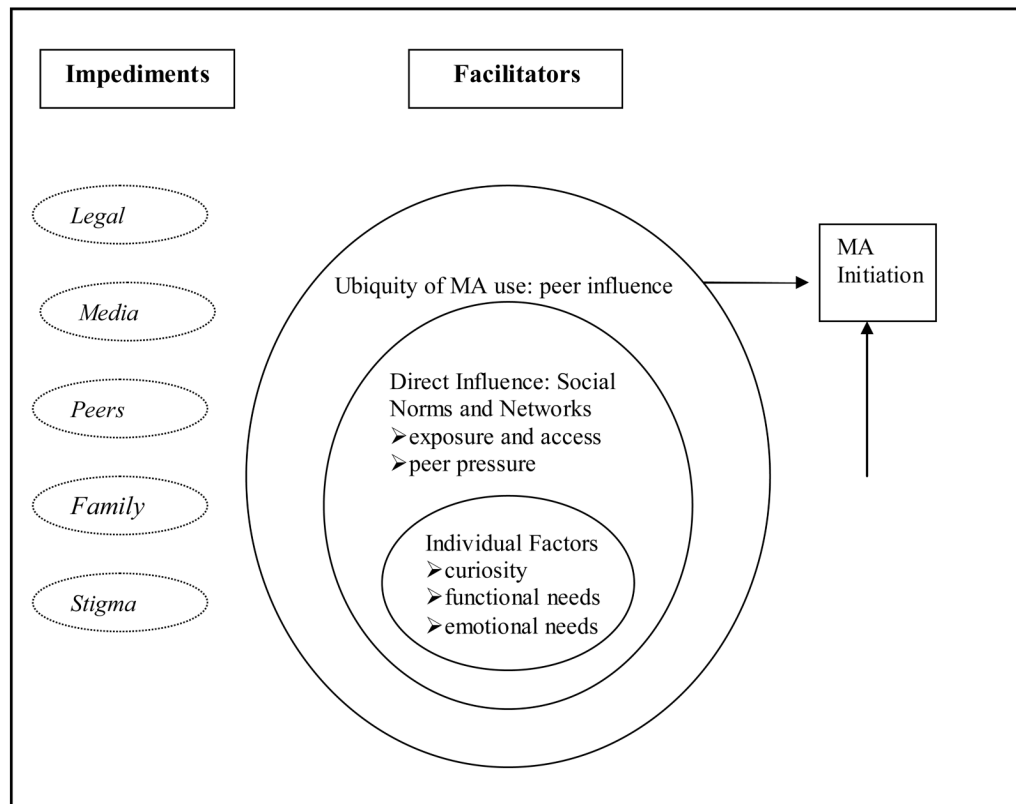 Impediments
Facilitators
Legal
Media
Peers
Family
Stigma
Ubiquity of MA use: peer influence
Direct Influence: Social
Norms and Networks
➢exposure and access
➢peer pressure
Individual Factors
➢curiosity
➢functional needs
➢emotional needs
MA
Initiation